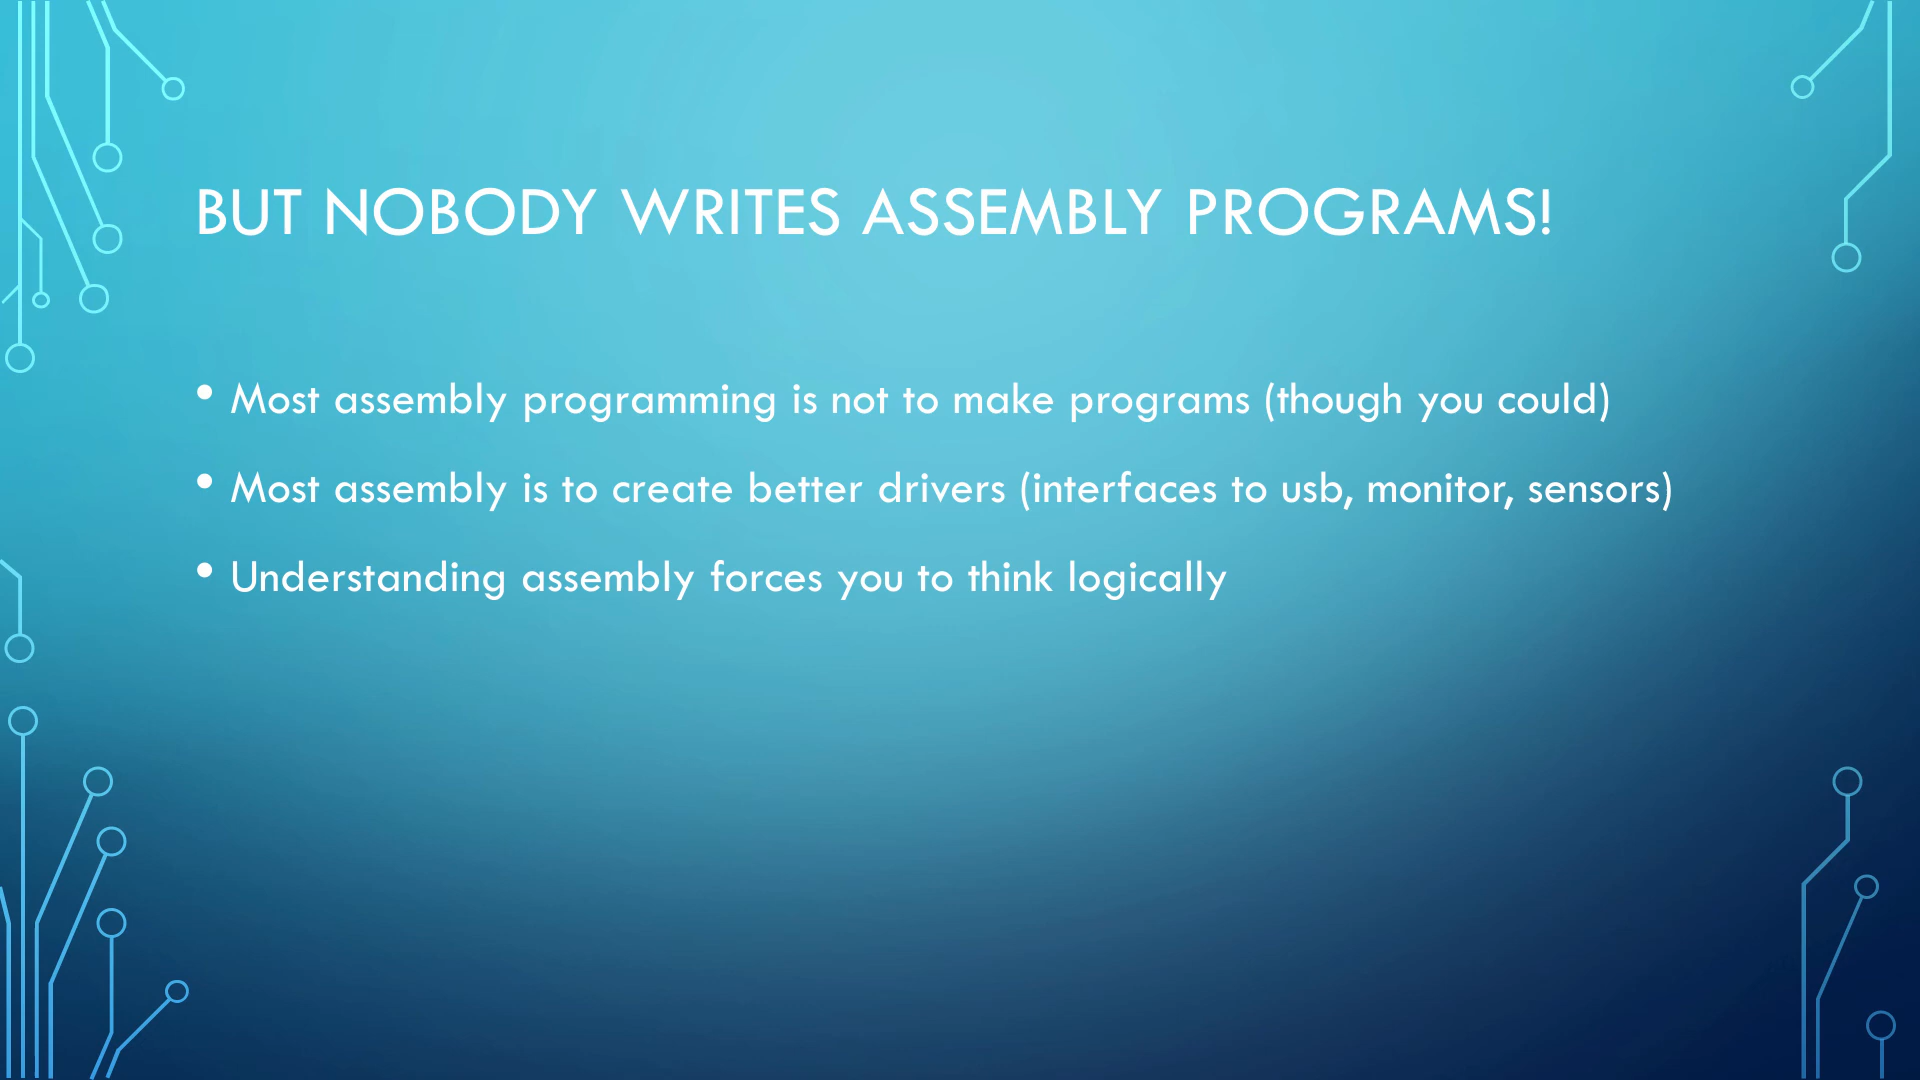 BUT NOBODY WRITES ASSEMBLY PROGRAMS!
• Most assembly programming is not to make programs (though you could)
• Most assembly is to create better drivers (interfaces to usb, monitor, sensors)
• Understanding assembly forces you to think logically